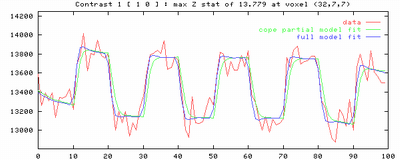 Contrast 1 [ 1 0 ] : max Z stat of 13.779 at voxel (32,7,7)
14200
data
cope partial model fit
14000
full model fit
13800
13600
13400
13200
13000
0 10 20 30 40 50 60 70 80 90 100